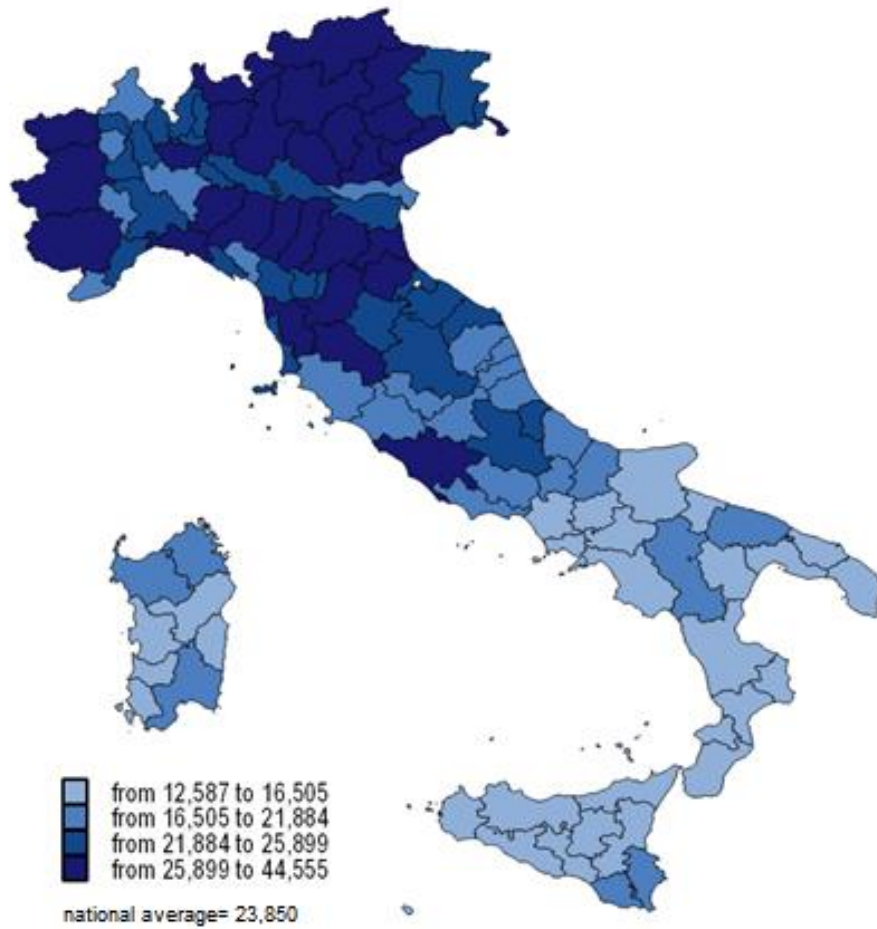 from 12,587 to 16,505
from 16,505 to 21,884
from 21,884 to 25,899
from 25,899 to 44,555
national average= 23,850